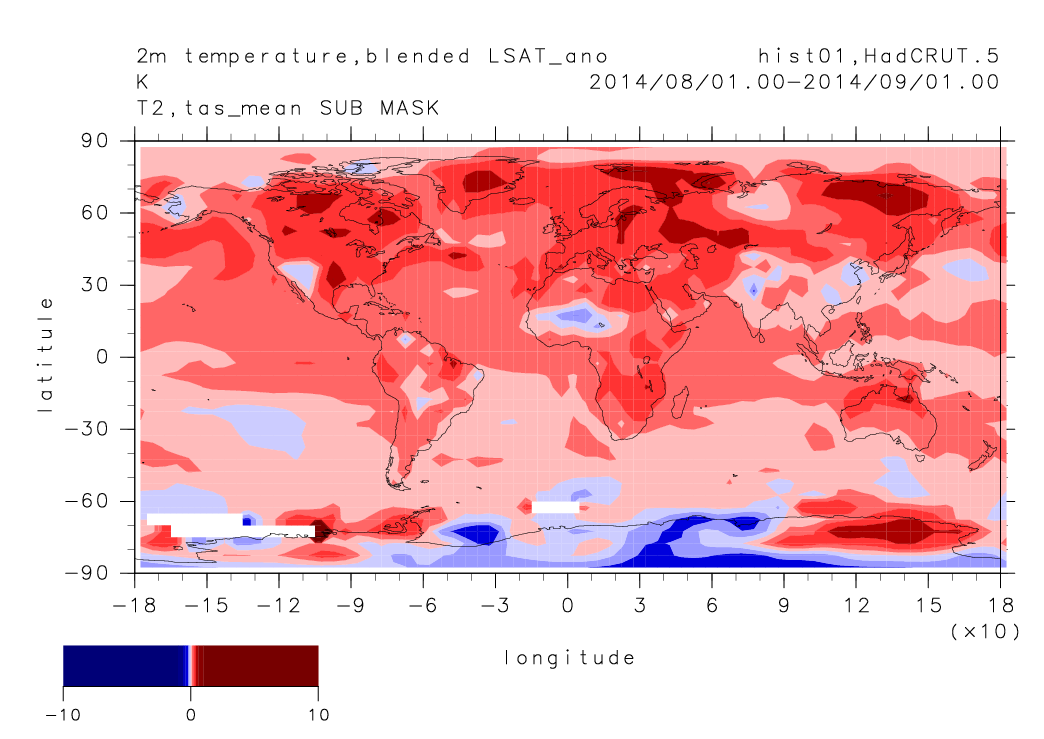 2m temperature,blended LSAT_ano hist01,HadCRUT.5
K 2014/08/01.00−2014/09/01.00
T2,tas_mean SUB MASK
90
60
30
0
−30
−60
−90
latitude
−18 −15 −12 −9 −6 −3 0 3 6 9 12 15 18
(×10)
longitude
−10 0 10